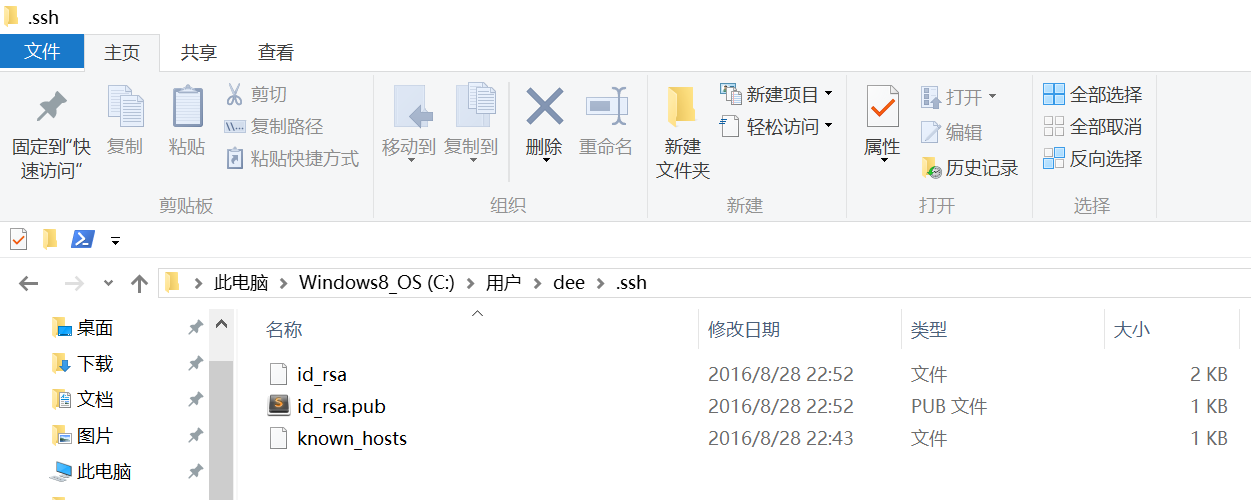 .ssh
文件 主页 共享 查看
固定到“快速访问”
复制
粘贴
剪切
复制路径
粘贴快捷方式
移动到
复制到
删除
重命名
新建文件夹
新建项目
轻松访问
属性
打开
编辑
历史记录
全部选择
全部取消
反向选择
剪贴板 组织 新建 打开 选择
此电脑 Windows8_OS (C:) 用户 dee .ssh
桌面
下载
文档
图片
此电脑
名称 修改日期 类型 大小
id_rsa 2016/8/28 22:52 文件 2 KB
id_rsa.pub 2016/8/28 22:52 PUB 文件 1 KB
known_hosts 2016/8/28 22:43 文件 1 KB